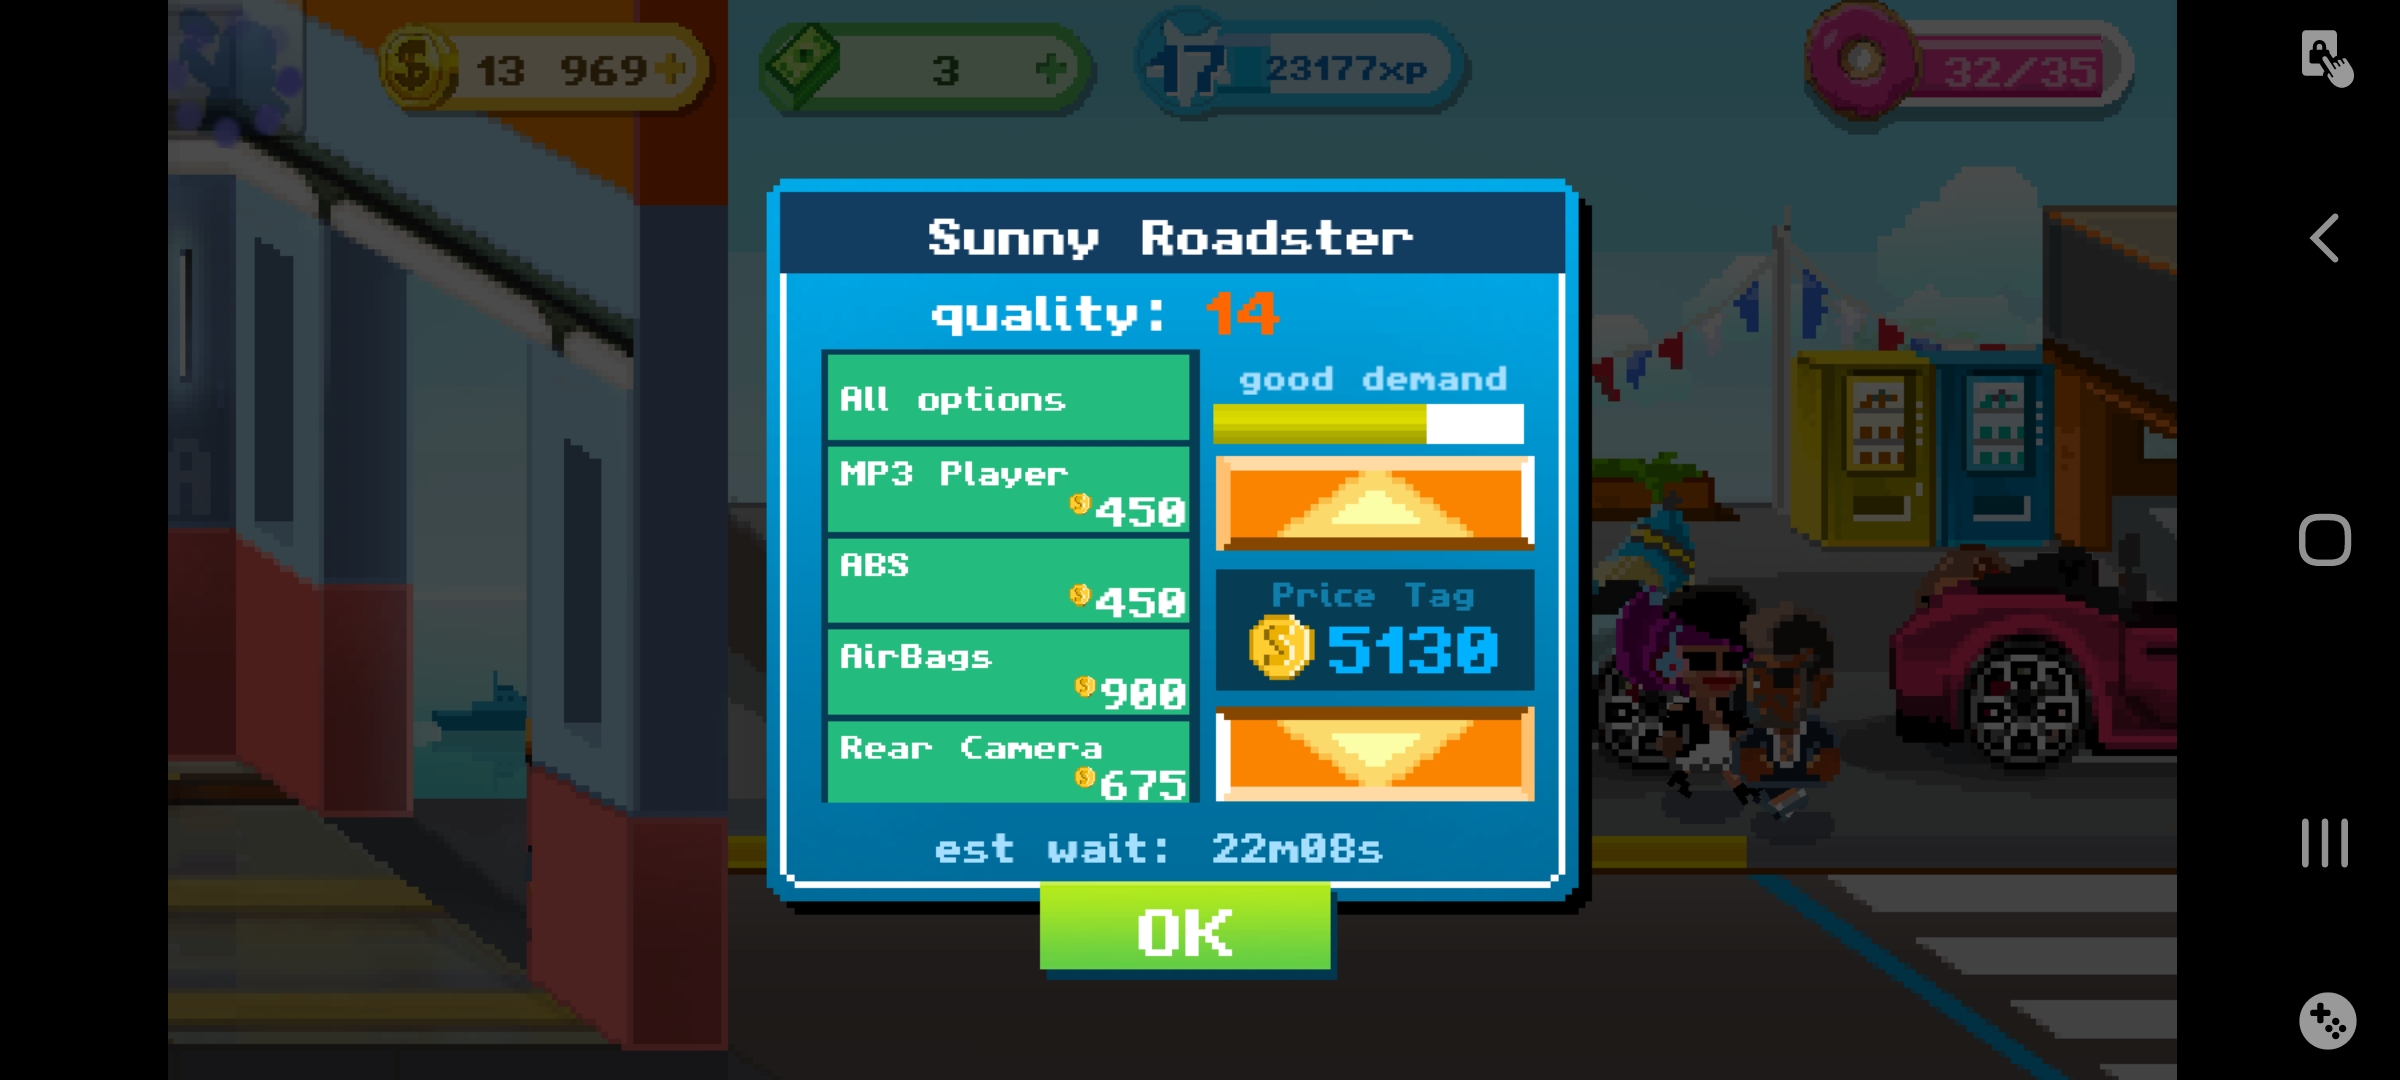 13 969
3
17
23177xp
32/35
Sunny Roadster
quality: 14
All options
MP3 Player
450
ABS
450
AirBags
900
Rear Camera
675
good demand
Price Tag
5130
est wait: 22m08s
OK